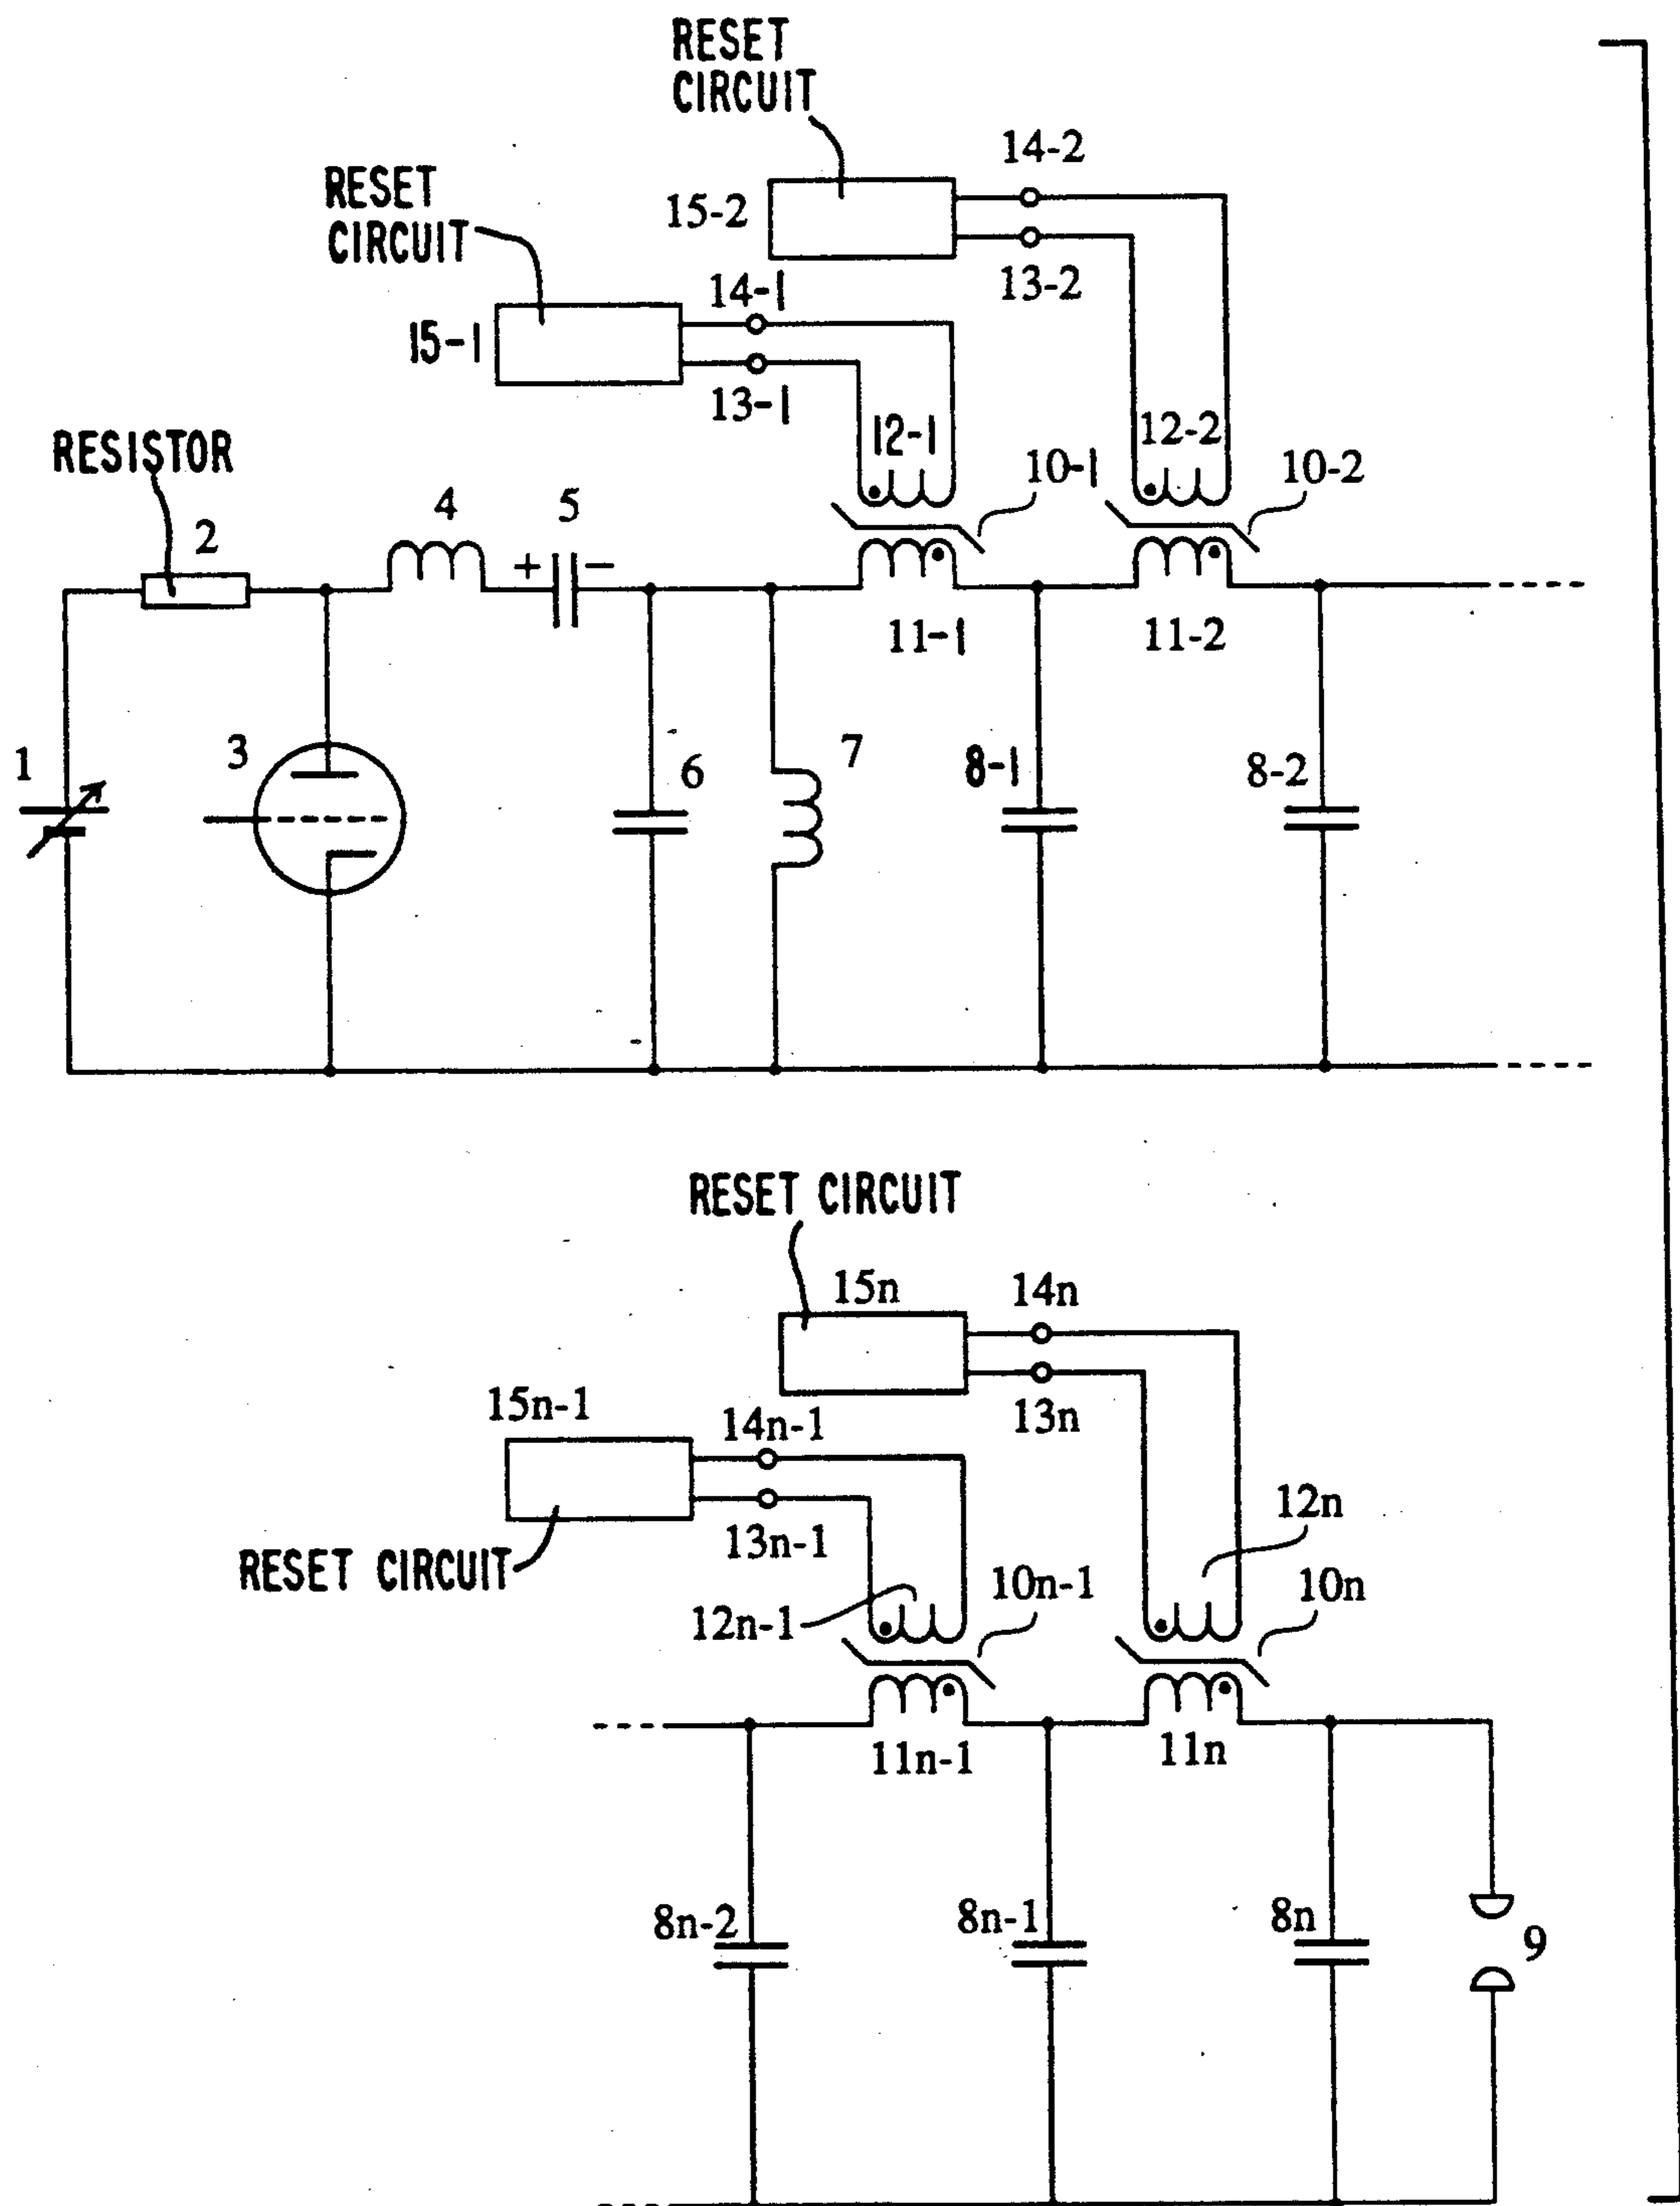 RESET
CIRCUIT
14-2
RESET
CIRCUIT
15-2
13-2
14-1
15-1
13-1
12-1
12-2
RESISTOR
10-1
10-2
2
4
5
+
−
11-1
11-2
1
3
6
7
8-1
8-2
RESET CIRCUIT
15n
14n
15n-1
14n-1
13n
12n
13n-1
RESET CIRCUIT
10n-1
10n
12n-1
11n-1
11n
8n-2
8n-1
8n
9